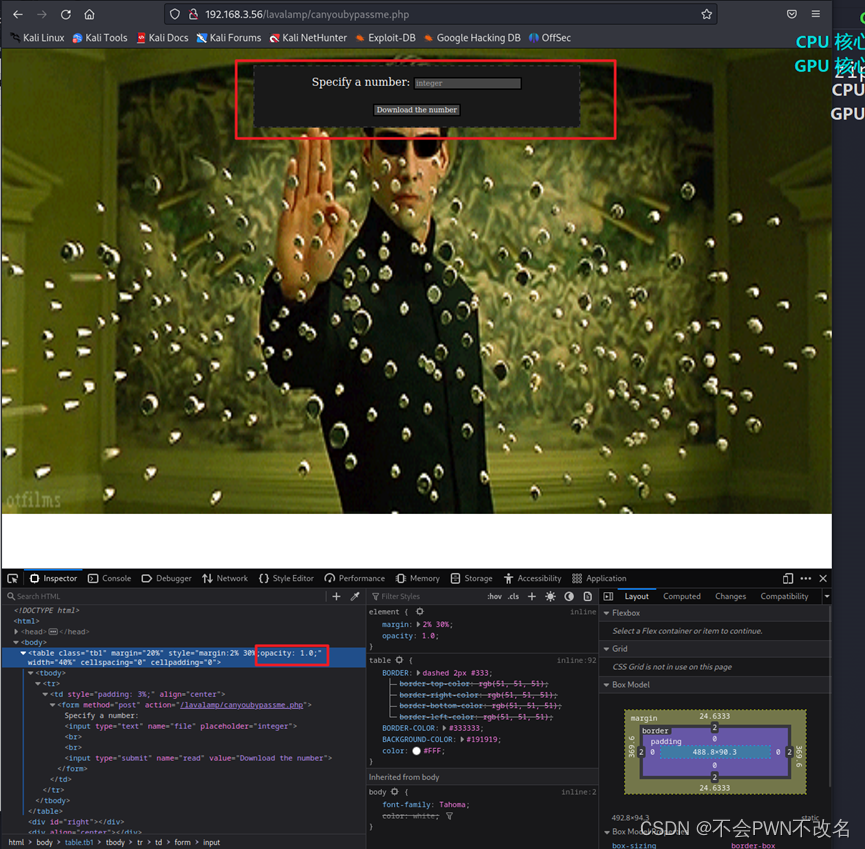 192.168.3.56/lavalamp/canyoubypassme.php
Kali Linux
Kali Tools
Kali Docs
Kali Forums
Kali NetHunter
Exploit-DB
Google Hacking DB
OffSec
CPU 核心
GPU 核心
CPU
GPU
Specify a number: integer
Download the number
otfilms
Inspector
Console
Debugger
Network
{} Style Editor
Performance
Memory
Storage
Accessibility
Application
Search HTML
<!DOCTYPE html>
<html>
<head> </head>
<body>
<table class="tb1" margin="20%" style="margin:2% 30%;opacity: 1.0;"
width="40%" cellspacing="0" cellpadding="0">
<tbody>
<tr>
<td style="padding: 3%;" align="center">
<form method="post" action="/lavalamp/canyoubypassme.php">
Specify a number:
<input type="text" name="file" placeholder="integer">
<br>
<br>
<input type="submit" name="read" value="Download the number">
</form>
</td>
</tr>
</tbody>
</table>
<div id="right"></div>
<div align="center"></div>
html > body > table.tb1 > tbody > tr > td > form > input
Filter Styles
:hov .cls
element {
inline
margin: 2% 30%;
opacity: 1.0;
}
table {
inline:92
BORDER: dashed 2px #333;
border-top-color: rgb(51, 51, 51);
border-right-color: rgb(51, 51, 51);
border-bottom-color: rgb(51, 51, 51);
border-left-color: rgb(51, 51, 51);
BORDER-COLOR: #333333;
BACKGROUND-COLOR: #191919;
color: #FFF;
}
Inherited from body
body {
inline:2
font-family: Tahoma;
color: white;
}
Layout
Computed
Changes
Compatibility
Flexbox
Select a Flex container or item to continue.
Grid
CSS Grid is not in use on this page
Box Model
margin
24.6333
border
2
padding
0
369.6
2
0
488.8×90.3
0
2
369.6
0
2
24.6333
492.8×94.3
static
Box Model Properties
box-sizing
border-box
CSDN @不会PWN不改名